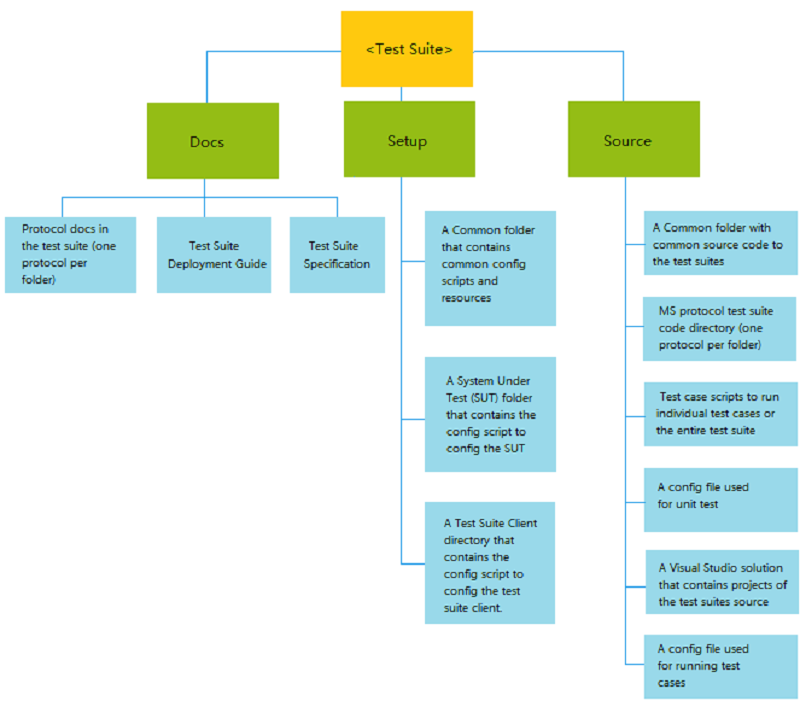 <Test Suite>
Docs
Setup
Source
Protocol docs in
the test suite (one
protocol per
folder)
Test Suite
Deployment Guide
Test Suite
Specification
A Common folder
that contains
common config
scripts and
resources
A System Under
Test (SUT) folder
that contains the
config script to
config the SUT
A Test Suite Client
directory that
contains the
config script to
config the test
suite client.
A Common folder with
common source code to
the test suites
MS protocol test suite
code directory (one
protocol per folder)
Test case scripts to run
individual test cases or
the entire test suite
A config file used
for unit test
A Visual Studio solution
that contains projects of
the test suites source
A config file used
for running test
cases